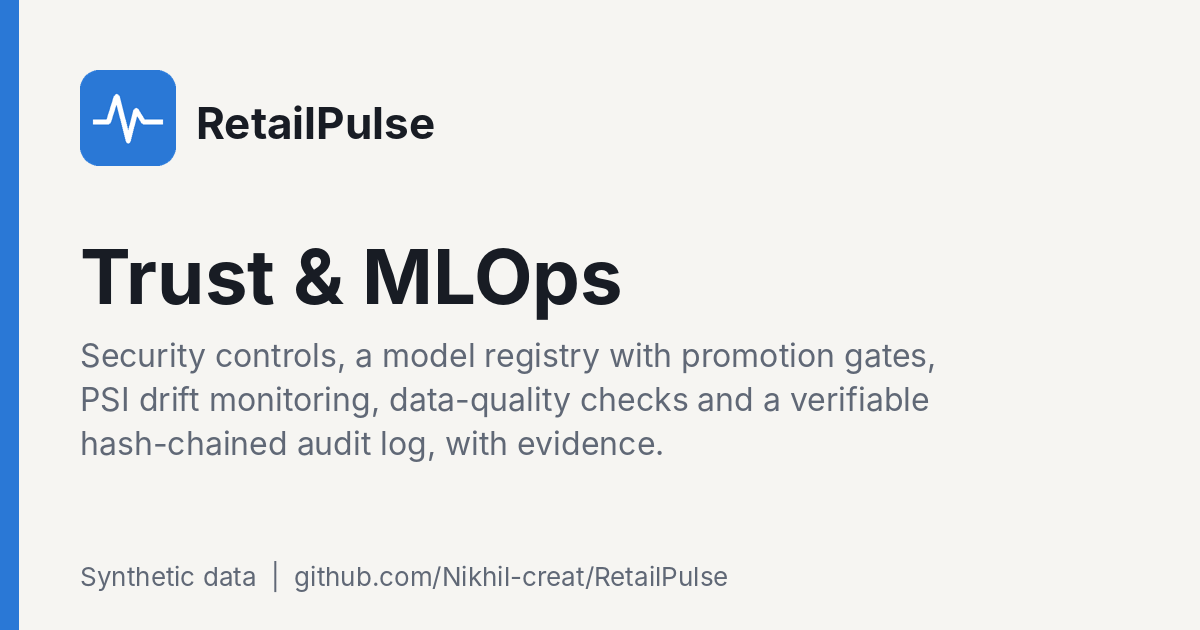 RetailPulse
Trust & MLOps
Security controls, a model registry with promotion gates,
PSI drift monitoring, data-quality checks and a verifiable
hash-chained audit log, with evidence.
Synthetic data | github.com/Nikhil-creat/RetailPulse